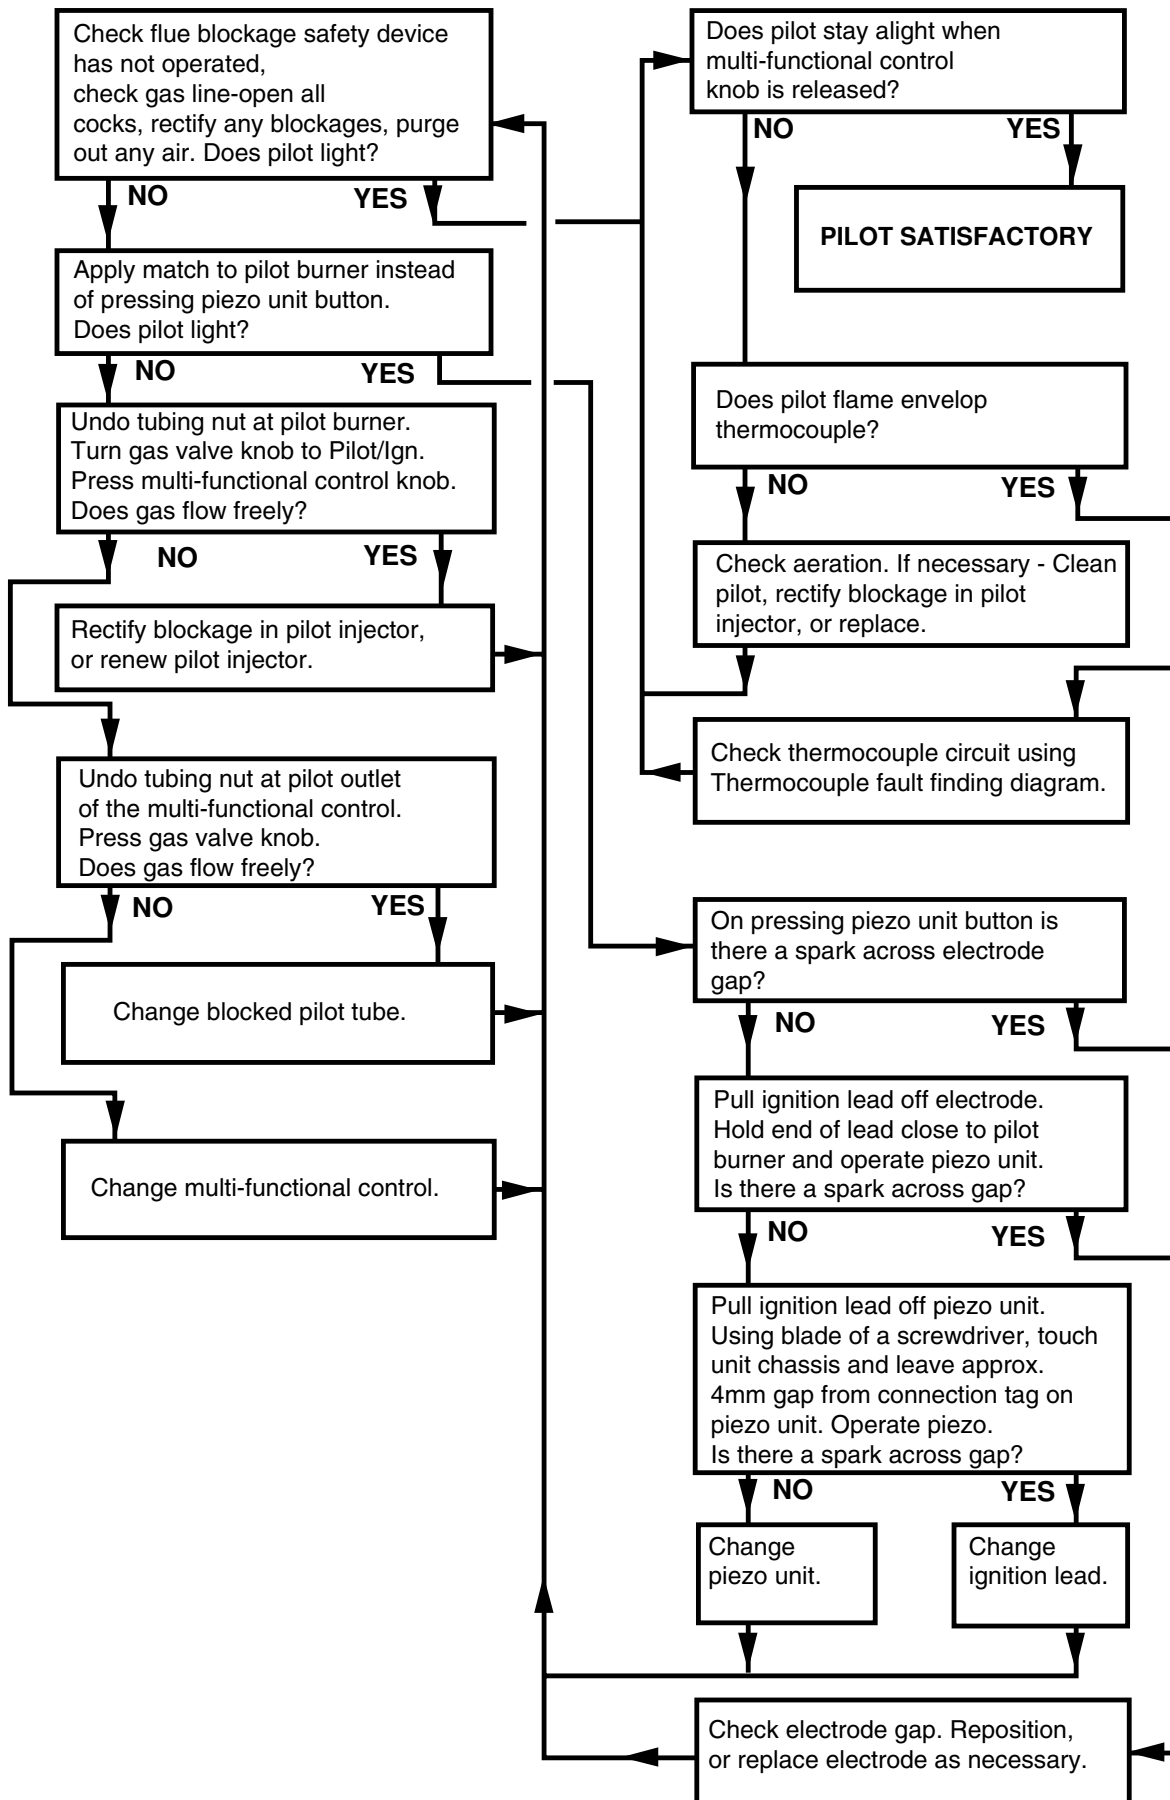 Check flue blockage safety device
has not operated,
check gas line-open all
cocks, rectify any blockages, purge
out any air. Does pilot light?
NO
YES
Apply match to pilot burner instead
of pressing piezo unit button.
Does pilot light?
NO
YES
Undo tubing nut at pilot burner.
Turn gas valve knob to Pilot/Ign.
Press multi-functional control knob.
Does gas flow freely?
NO
YES
Rectify blockage in pilot injector,
or renew pilot injector.
Undo tubing nut at pilot outlet
of the multi-functional control.
Press gas valve knob.
Does gas flow freely?
NO
YES
Change blocked pilot tube.
Change multi-functional control.
Does pilot stay alight when
multi-functional control
knob is released?
NO
YES
PILOT SATISFACTORY
Does pilot flame envelop
thermocouple?
NO
YES
Check aeration. If necessary - Clean
pilot, rectify blockage in pilot
injector, or replace.
Check thermocouple circuit using
Thermocouple fault finding diagram.
On pressing piezo unit button is
there a spark across electrode
gap?
NO
YES
Pull ignition lead off electrode.
Hold end of lead close to pilot
burner and operate piezo unit.
Is there a spark across gap?
NO
YES
Pull ignition lead off piezo unit.
Using blade of a screwdriver, touch
unit chassis and leave approx.
4mm gap from connection tag on
piezo unit. Operate piezo.
Is there a spark across gap?
NO
YES
Change
piezo unit.
Change
ignition lead.
Check electrode gap. Reposition,
or replace electrode as necessary.